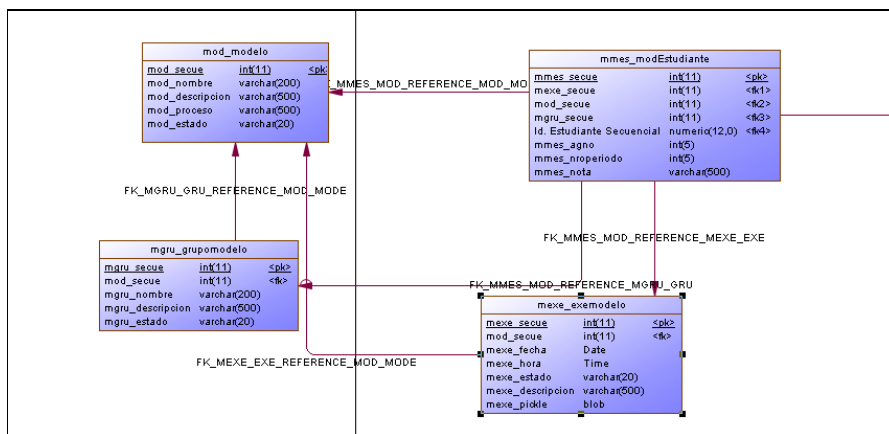 mod_modelo
mod_secue int(11) <pk>
mod_nombre varchar(200)
mod_descripcion varchar(500)
mod_proceso varchar(500)
mod_estado varchar(20)
mmes_modEstudiante
mmes_secue int(11) <pk>
mexe_secue int(11) <fk1>
mod_secue int(11) <fk2>
mgru_secue int(11) <fk3>
Id. Estudiante Secuencial numeric(12,0) <fk4>
mmes_agno int(5)
mmes_nroperiodo int(5)
mmes_nota varchar(500)
K_MMES_MOD_REFERENCE_MOD_MO
FK_MGRU_GRU_REFERENCE_MOD_MODE
FK_MMES_MOD_REFERENCE_MEXE_EXE
mgru_grupomodelo
mgru_secue int(11) <pk>
mod_secue int(11) <fk>
mgru_nombre varchar(200)
mgru_descripcion varchar(500)
mgru_estado varchar(20)
FK_MMES_MOD_REFERENCE_MGRU_GRU
mexe_exemodelo
mexe_secue int(11) <pk>
mod_secue int(11) <fk>
mexe_fecha Date
mexe_hora Time
mexe_estado varchar(20)
mexe_descripcion varchar(500)
mexe_pickle blob
FK_MEXE_EXE_REFERENCE_MOD_MODE